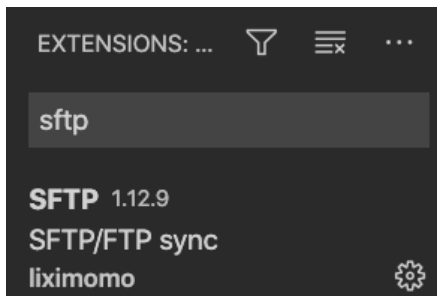 EXTENSIONS: ...
sftp
SFTP 1.12.9
SFTP/FTP sync
liximomo